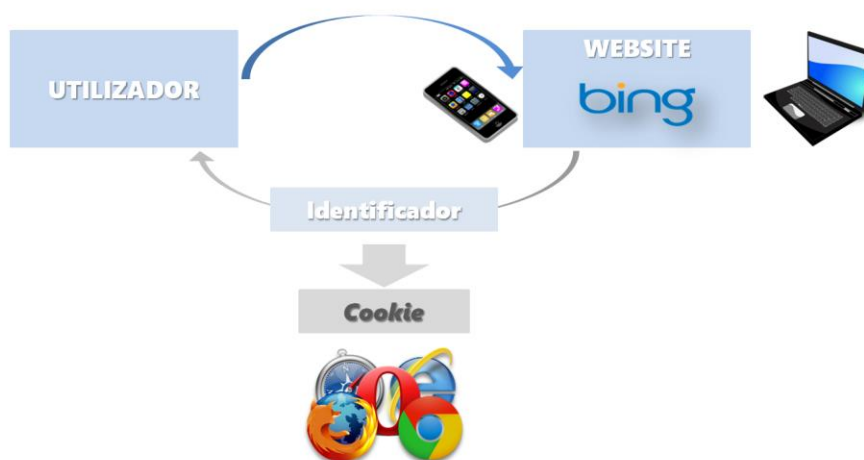 UTILIZADOR
WEBSITE
bing
Identificador
Cookie